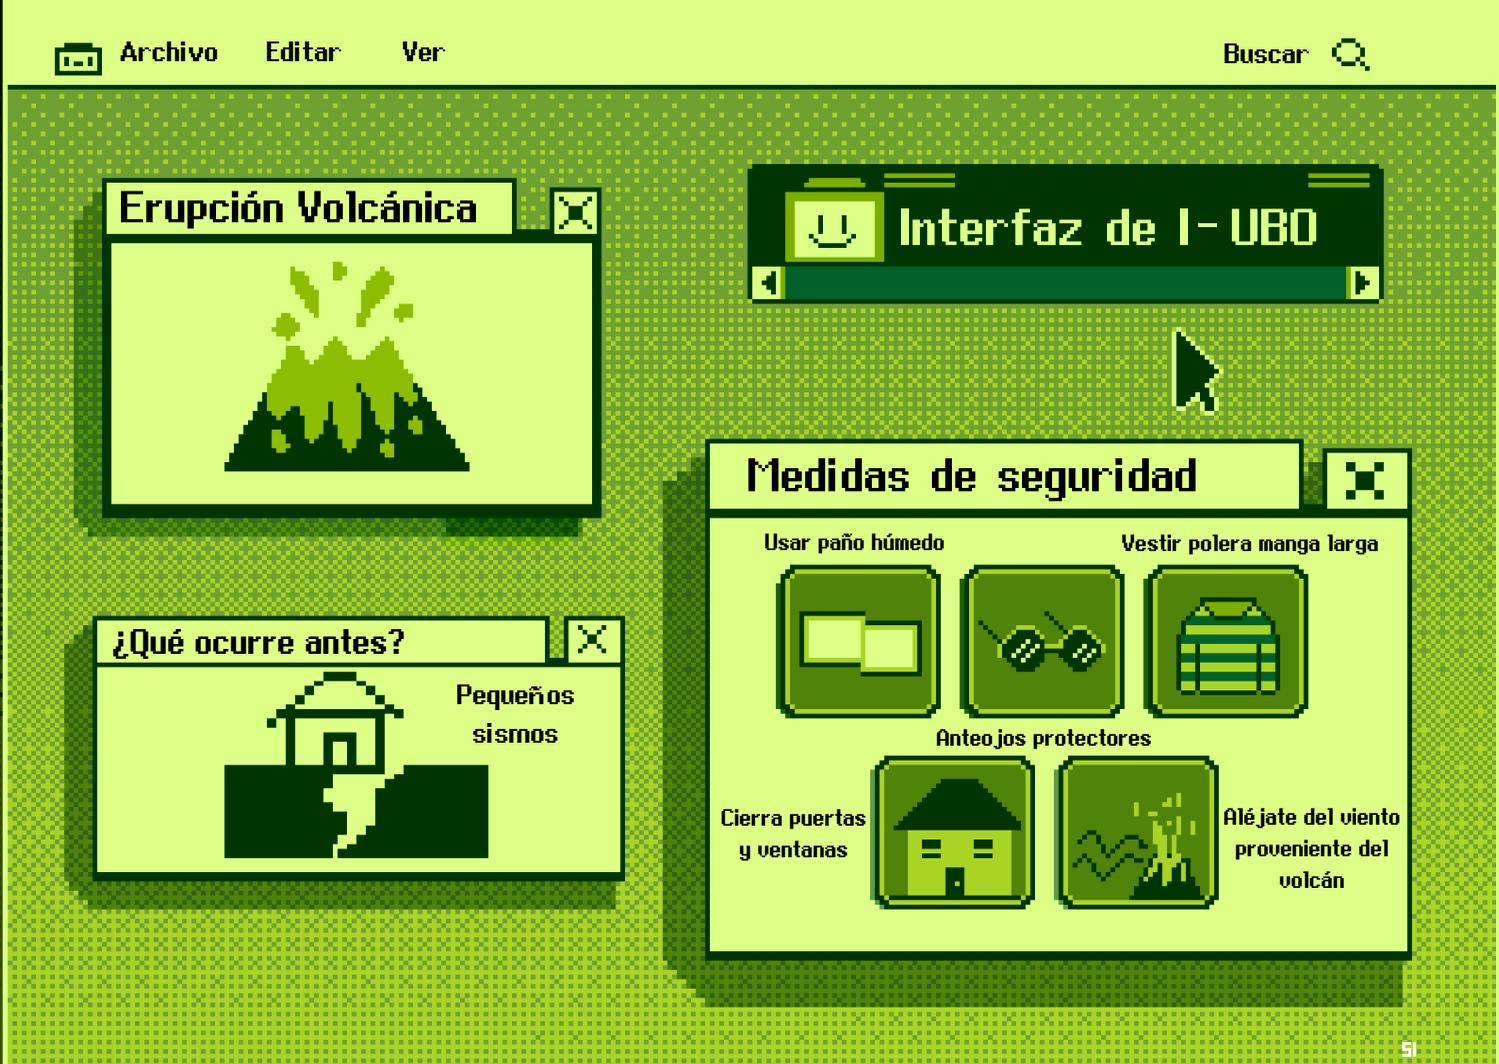 Archivo Editar Ver Buscar
Erupción Volcánica
Interfaz de I-UBO
¿Qué ocurre antes?
Pequeños
sismos
Medidas de seguridad
Usar paño húmedo
Vestir polera manga larga
Anteojos protectores
Cierra puertas
y ventanas
Aléjate del viento
proveniente del
volcán
51